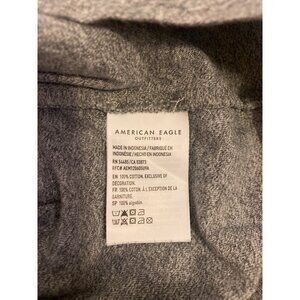 AMERICAN EAGLE
OUTFITTERS
MADE IN INDONESIA/FABRIQUÉ EN
INDONÉSIE/HECHO EN INDONESIA
RN 54485/CA 03873
EN: 100% COTTON, EXCLUSIVE OF
DECORATION.
FR: 100% COTON, À L'EXCEPTION DE LA
GARNITURE.
SP: 100% algodón.